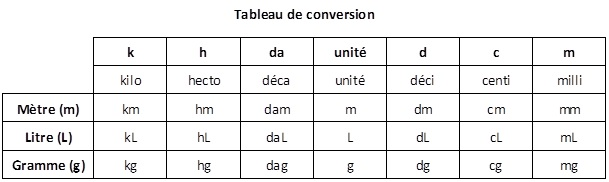 Tableau de conversion
k h da unité d c m
kilo hecto déca unité déci centi milli
Mètre (m) km hm dam m dm cm mm
Litre (L) kL hL daL L dL cL mL
Gramme (g) kg hg dag g dg cg mg